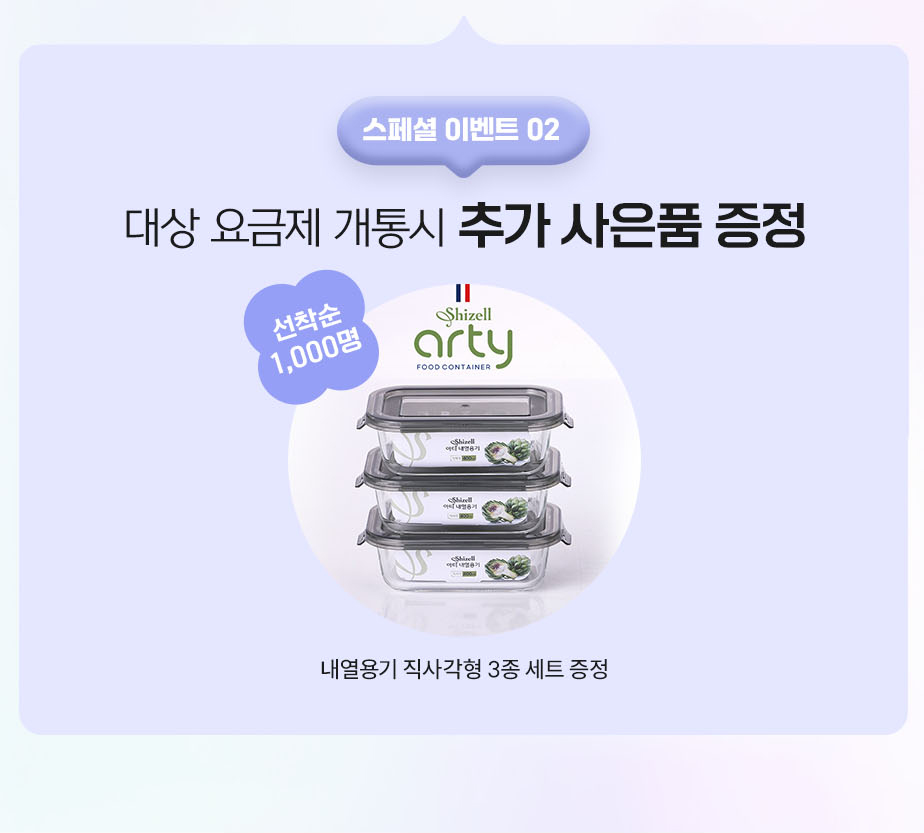 스페셜 이벤트 02
대상 요금제 개통시 추가 사은품 증정
선착순
1,000명
Shizell
arty
FOOD CONTAINER
Shizell
아티 내열용기
Shizell
아티 내열용기
Shizell
아티 내열용기
내열용기 직사각형 3종 세트 증정